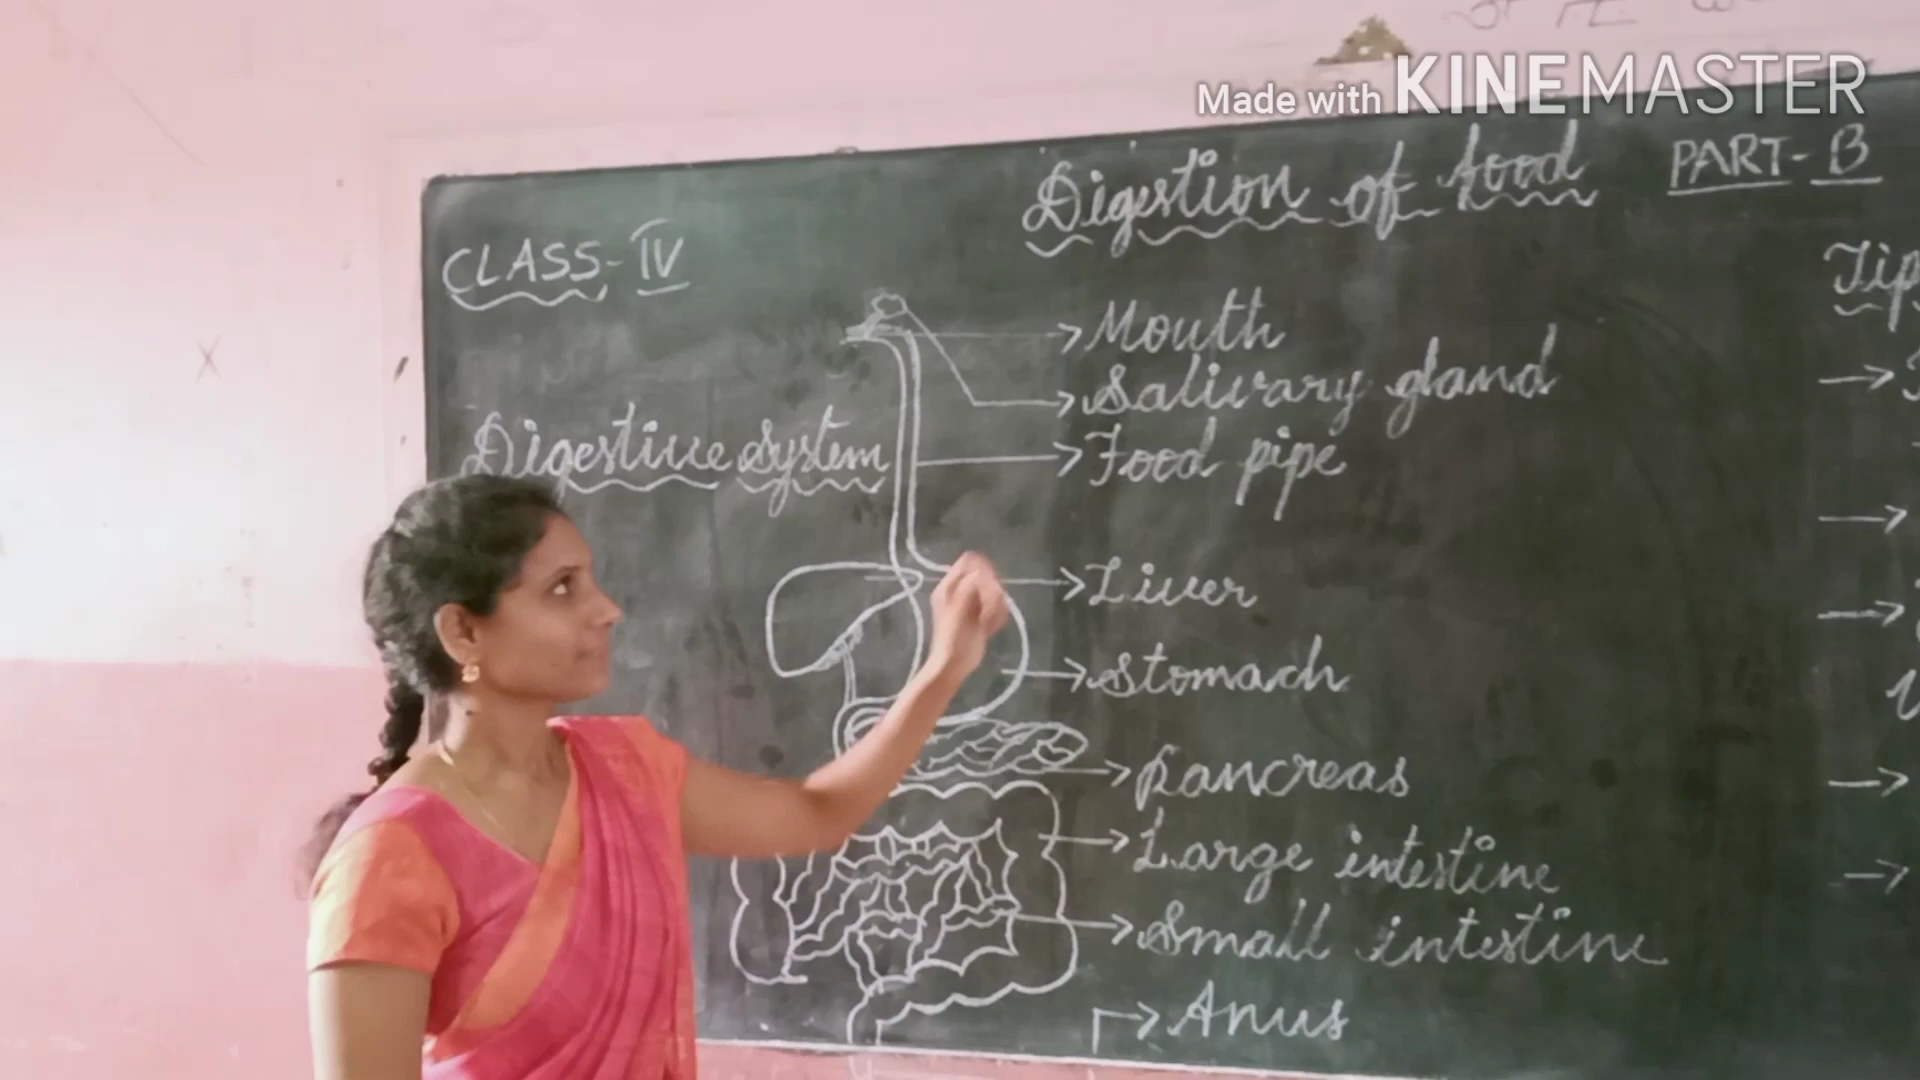 Made with KINEMASTER
Digestion of food
PART-B
CLASS-IV
Digestive system
Mouth
Salivary gland
Food pipe
Liver
Stomach
Pancreas
Large intestine
Small intestine
Anus